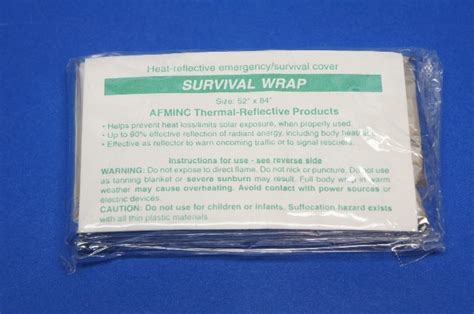 Heat-reflective emergency/survival cover
SURVIVAL WRAP
Size: 52" x 84"
AFMINC Thermal-Reflective Products
• Helps prevent heat loss/limits solar exposure, when properly used.
• Up to 90% effective reflection of radiant energy, including body heat.
• Effective as reflector to warn oncoming traffic or to signal rescuers.
Instructions for use - see reverse side
WARNING: Do not expose to direct flame. Do not nick or puncture. Do not use
as tanning blanket or severe sunburn may result. Full body wrap in warm
weather may cause overheating. Avoid contact with power sources or
electric devices.
CAUTION: Do not use for children or infants. Suffocation hazard exists
with all thin plastic materials.